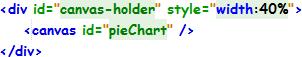 <div id="canvas-holder" style="width:40%">
<canvas id="pieChart" />
</div>